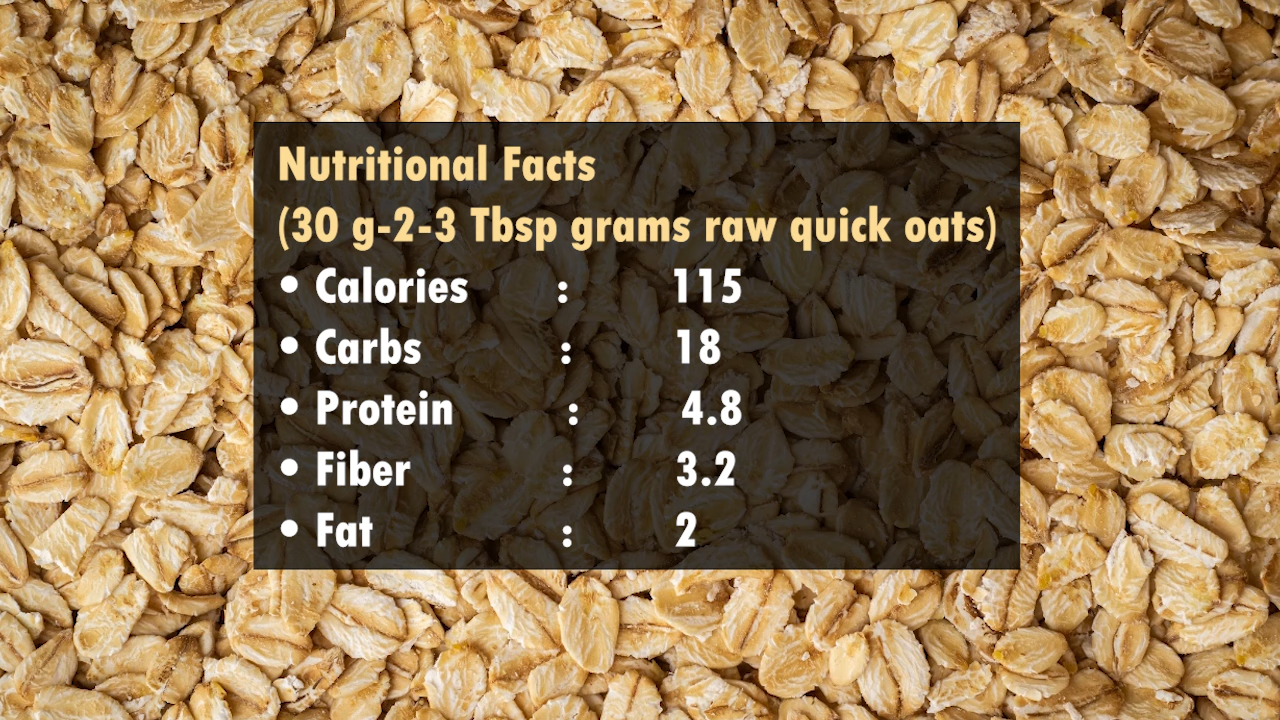 Nutritional Facts
(30 g-2-3 Tbsp grams raw quick oats)
• Calories : 115
• Carbs : 18
• Protein : 4.8
• Fiber : 3.2
• Fat : 2